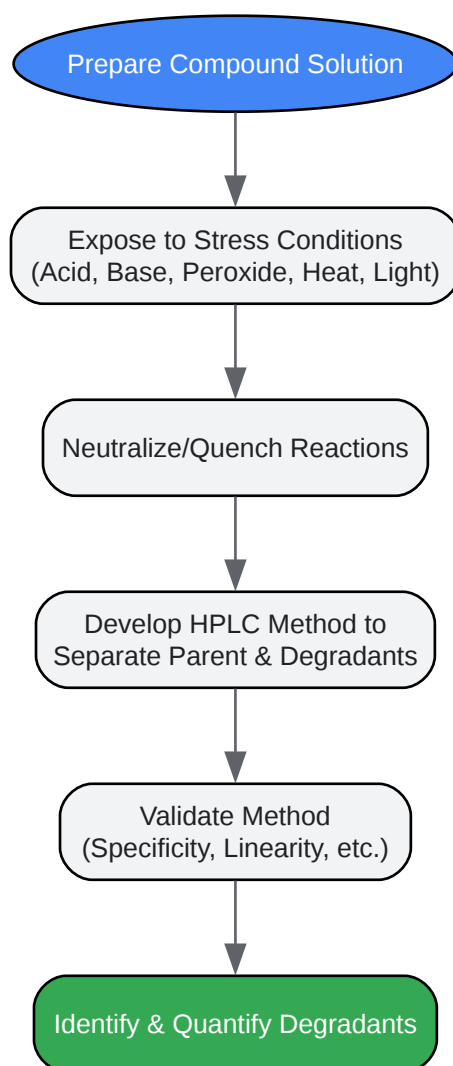 Prepare Compound Solution
Expose to Stress Conditions
(Acid, Base, Peroxide, Heat, Light)
Neutralize/Quench Reactions
Develop HPLC Method to
Separate Parent & Degradants
Validate Method
(Specificity, Linearity, etc.)
Identify & Quantify Degradants